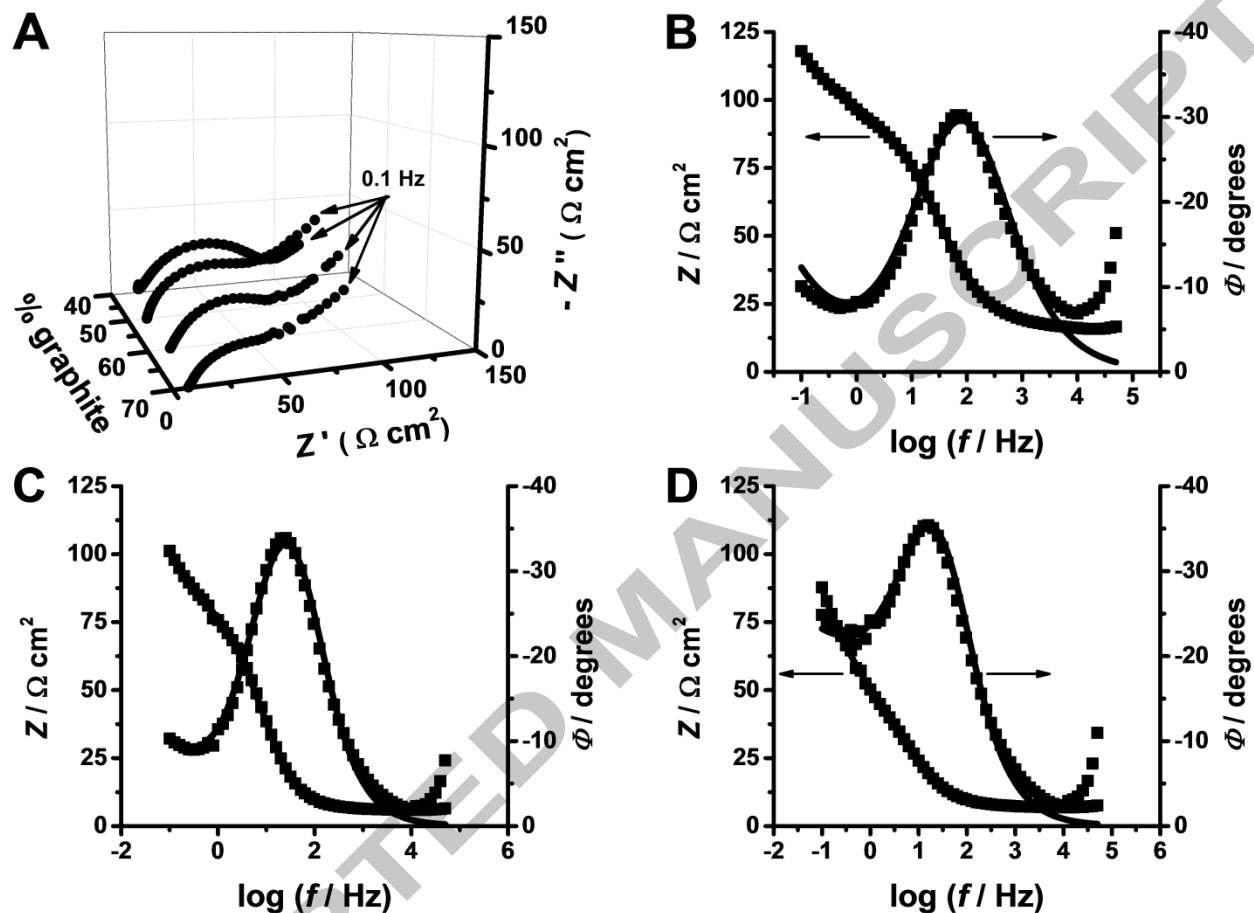 A
150
100
50
0
- Z'' ( Ω cm²)
0.1 Hz
40
50
60
70
% graphite
0
50
100
150
Z' ( Ω cm²)
B
125
100
75
50
25
0
Z / Ω cm²
-40
-30
-20
-10
0
Φ / degrees
-1 0 1 2 3 4 5
log (f / Hz)
C
125
100
75
50
25
0
Z / Ω cm²
-40
-30
-20
-10
0
Φ / degrees
-2 0 2 4 6
log (f / Hz)
D
125
100
75
50
25
0
Z / Ω cm²
-40
-30
-20
-10
0
Φ / degrees
-2 -1 0 1 2 3 4 5 6
log (f / Hz)
RTED MANUSCRIPT